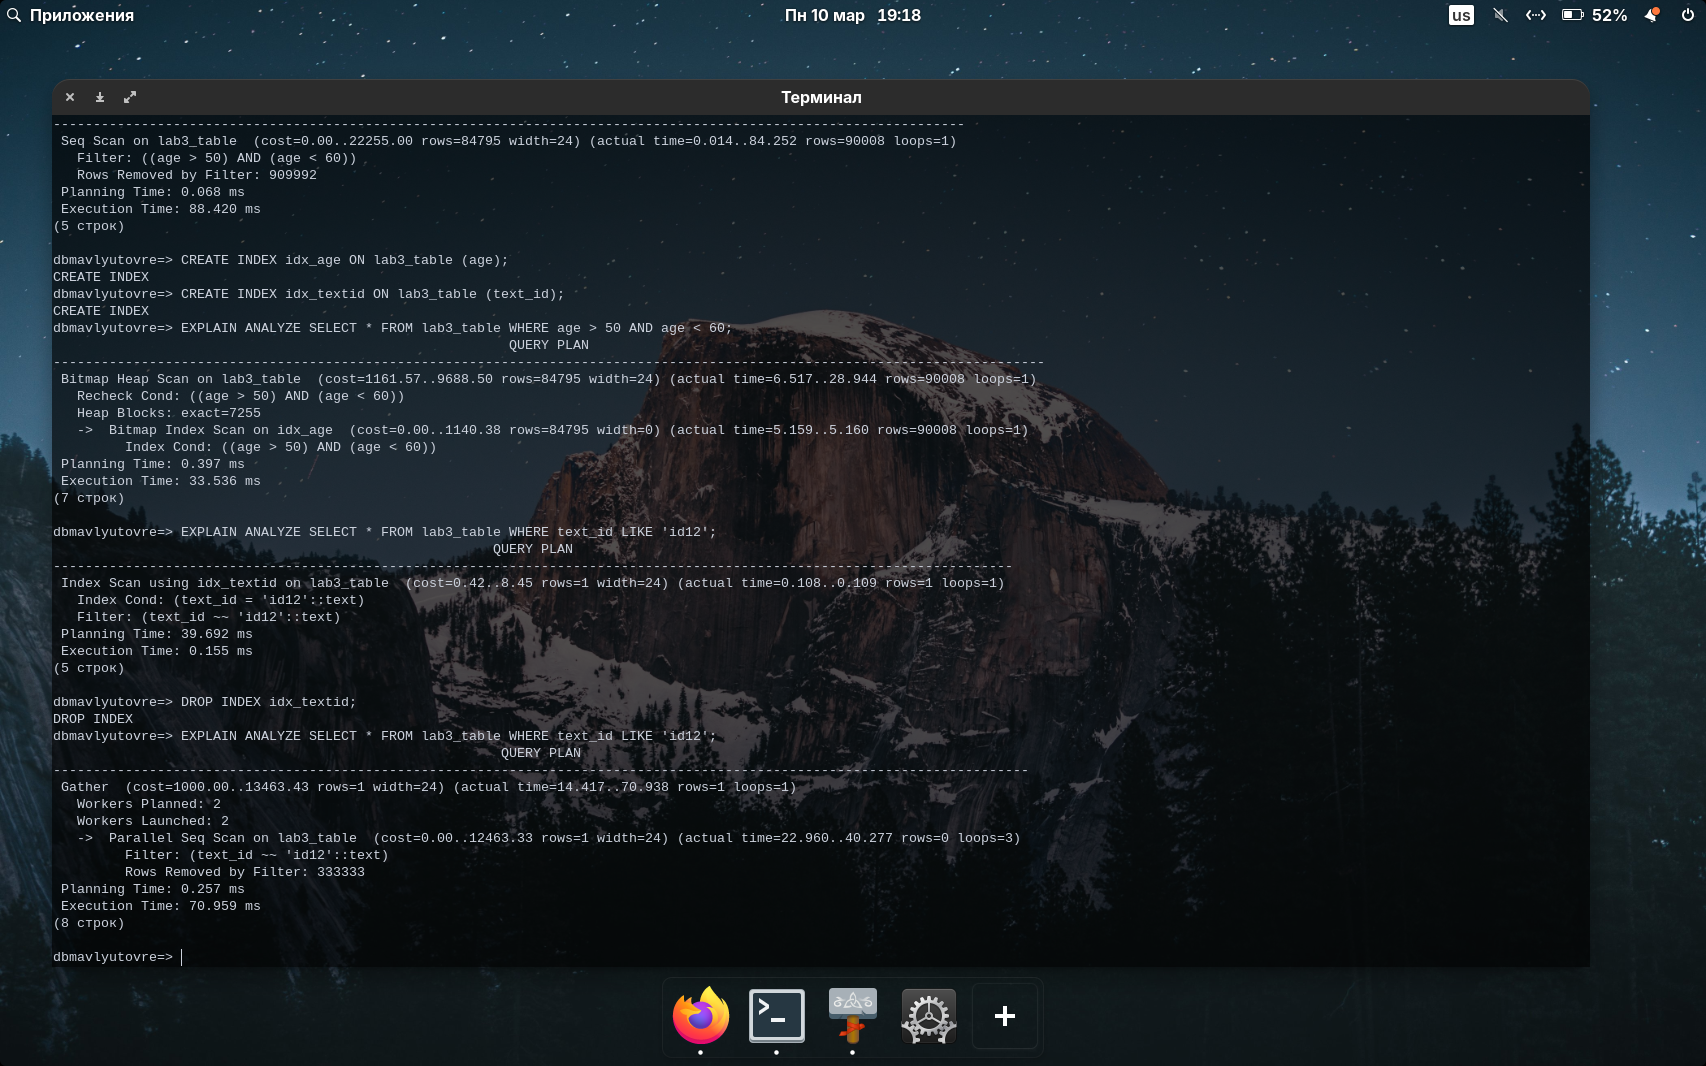 Приложения
Пн 10 мар 19:18
us
52%
Терминал
------------------------------------------------------------------------------------------------------------------
 Seq Scan on lab3_table  (cost=0.00..22255.00 rows=84795 width=24) (actual time=0.014..84.252 rows=90008 loops=1)
   Filter: ((age > 50) AND (age < 60))
   Rows Removed by Filter: 909992
 Planning Time: 0.068 ms
 Execution Time: 88.420 ms
(5 строк)

dbmavlyutovre=> CREATE INDEX idx_age ON lab3_table (age);
CREATE INDEX
dbmavlyutovre=> CREATE INDEX idx_textid ON lab3_table (text_id);
CREATE INDEX
dbmavlyutovre=> EXPLAIN ANALYZE SELECT * FROM lab3_table WHERE age > 50 AND age < 60;
                                                         QUERY PLAN
----------------------------------------------------------------------------------------------------------------------------
 Bitmap Heap Scan on lab3_table  (cost=1161.57..9688.50 rows=84795 width=24) (actual time=6.517..28.944 rows=90008 loops=1)
   Recheck Cond: ((age > 50) AND (age < 60))
   Heap Blocks: exact=7255
   ->  Bitmap Index Scan on idx_age  (cost=0.00..1140.38 rows=84795 width=0) (actual time=5.159..5.160 rows=90008 loops=1)
         Index Cond: ((age > 50) AND (age < 60))
 Planning Time: 0.397 ms
 Execution Time: 33.536 ms
(7 строк)

dbmavlyutovre=> EXPLAIN ANALYZE SELECT * FROM lab3_table WHERE text_id LIKE 'id12';
                                                       QUERY PLAN
------------------------------------------------------------------------------------------------------------------------
 Index Scan using idx_textid on lab3_table  (cost=0.42..8.45 rows=1 width=24) (actual time=0.108..0.109 rows=1 loops=1)
   Index Cond: (text_id = 'id12'::text)
   Filter: (text_id ~~ 'id12'::text)
 Planning Time: 39.692 ms
 Execution Time: 0.155 ms
(5 строк)

dbmavlyutovre=> DROP INDEX idx_textid;
DROP INDEX
dbmavlyutovre=> EXPLAIN ANALYZE SELECT * FROM lab3_table WHERE text_id LIKE 'id12';
                                                        QUERY PLAN
--------------------------------------------------------------------------------------------------------------------------
 Gather  (cost=1000.00..13463.43 rows=1 width=24) (actual time=14.417..70.938 rows=1 loops=1)
   Workers Planned: 2
   Workers Launched: 2
   ->  Parallel Seq Scan on lab3_table  (cost=0.00..12463.33 rows=1 width=24) (actual time=22.960..40.277 rows=0 loops=3)
         Filter: (text_id ~~ 'id12'::text)
         Rows Removed by Filter: 333333
 Planning Time: 0.257 ms
 Execution Time: 70.959 ms
(8 строк)

dbmavlyutovre=>